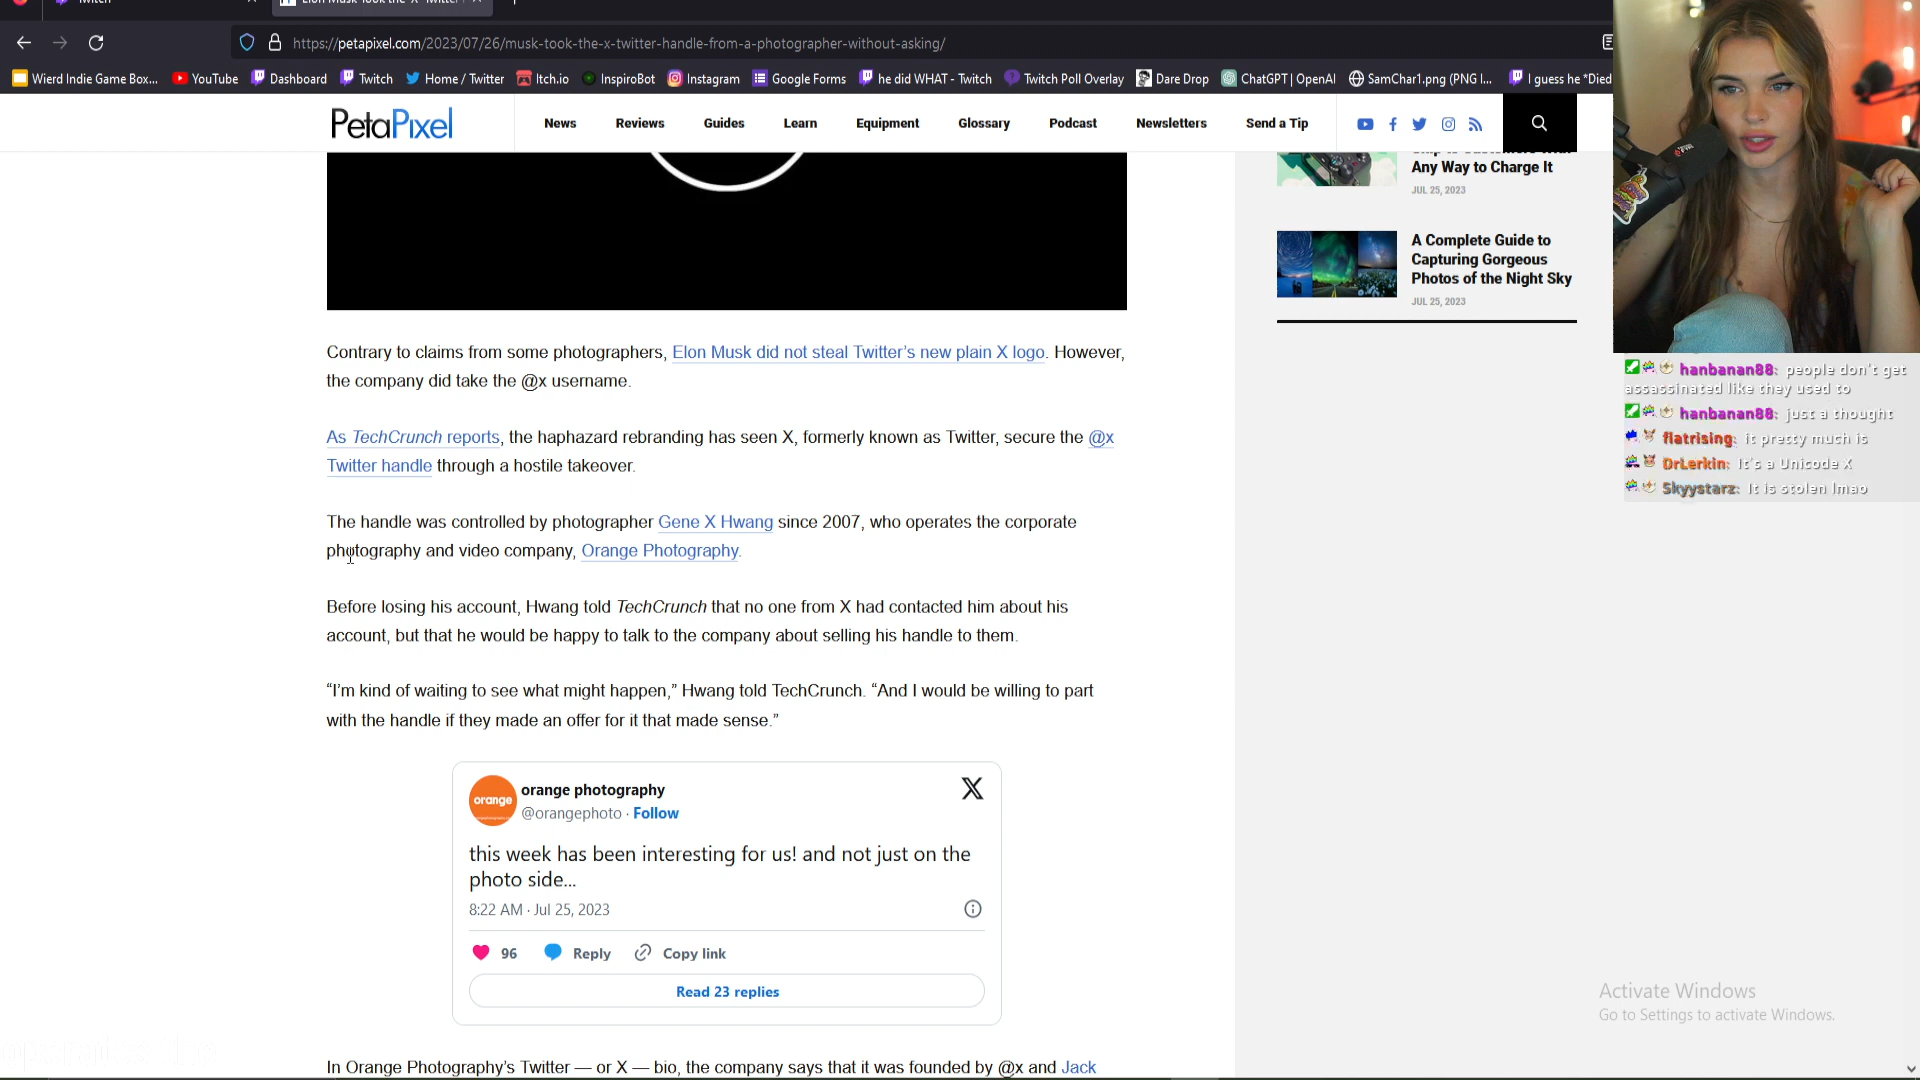 Twitch
https://petapixel.com/2023/07/26/musk-took-the-x-twitter-handle-from-a-photographer-without-asking/
Wierd Indie Game Box...
YouTube
Dashboard
Twitch
Home / Twitter
Itch.io
InspiroBot
Instagram
Google Forms
he did WHAT - Twitch
Twitch Poll Overlay
Dare Drop
ChatGPT | OpenAI
SamChar1.png (PNG I...
I guess he *Died
PetaPixel
News
Reviews
Guides
Learn
Equipment
Glossary
Podcast
Newsletters
Send a Tip
Any Way to Charge It
JUL 25, 2023
A Complete Guide to
Capturing Gorgeous
Photos of the Night Sky
JUL 25, 2023
Contrary to claims from some photographers, Elon Musk did not steal Twitter's new plain X logo. However,
the company did take the @x username.
As TechCrunch reports, the haphazard rebranding has seen X, formerly known as Twitter, secure the @x
Twitter handle through a hostile takeover.
The handle was controlled by photographer Gene X Hwang since 2007, who operates the corporate
photography and video company, Orange Photography.
Before losing his account, Hwang told TechCrunch that no one from X had contacted him about his
account, but that he would be happy to talk to the company about selling his handle to them.
“I'm kind of waiting to see what might happen,” Hwang told TechCrunch. “And I would be willing to part
with the handle if they made an offer for it that made sense.”
orange
orange photography
@orangephoto · Follow
this week has been interesting for us! and not just on the
photo side...
8:22 AM · Jul 25, 2023
96
Reply
Copy link
Read 23 replies
In Orange Photography's Twitter — or X — bio, the company says that it was founded by @x and Jack
hanbanan88: people don't get
assassinated like they used to
hanbanan88: just a thought
flatrising: it pretty much is
DrLerkin: It's a Unicode X
Skyystarz: It is stolen lmao
Activate Windows
Go to Settings to activate Windows.